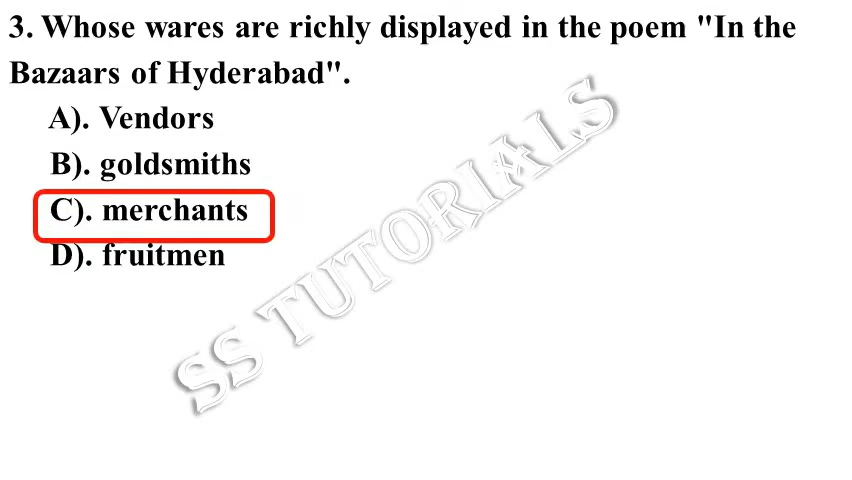 3. Whose wares are richly displayed in the poem "In the
Bazaars of Hyderabad".
A). Vendors
B). goldsmiths
C). merchants
D). fruitmen
SS TUTORIALS